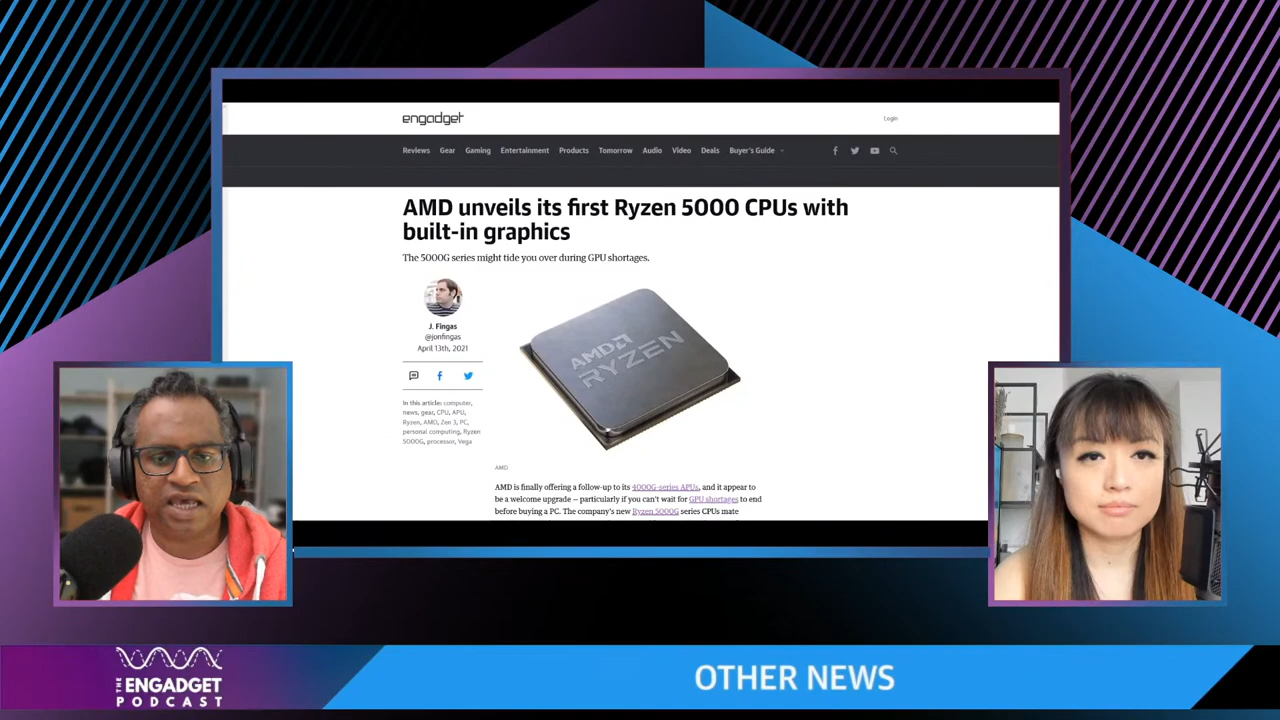 engadget
Login
Reviews Gear Gaming Entertainment Products Tomorrow Audio Video Deals Buyer's Guide
AMD unveils its first Ryzen 5000 CPUs with
built-in graphics
The 5000G series might tide you over during GPU shortages.
J. Fingas
@jonfingas
April 13th, 2021
In this article: computer,
news, gear, CPU, APU,
Ryzen, AMD, Zen 3, PC,
personal computing, Ryzen
5000G, processor, Vega
AMD
RYZEN
AMD
AMD is finally offering a follow-up to its 4000G-series APUs, and it appear to
be a welcome upgrade — particularly if you can't wait for GPU shortages to end
before buying a PC. The company's new Ryzen 5000G series CPUs mate
THE
ENGADGET
PODCAST
OTHER NEWS